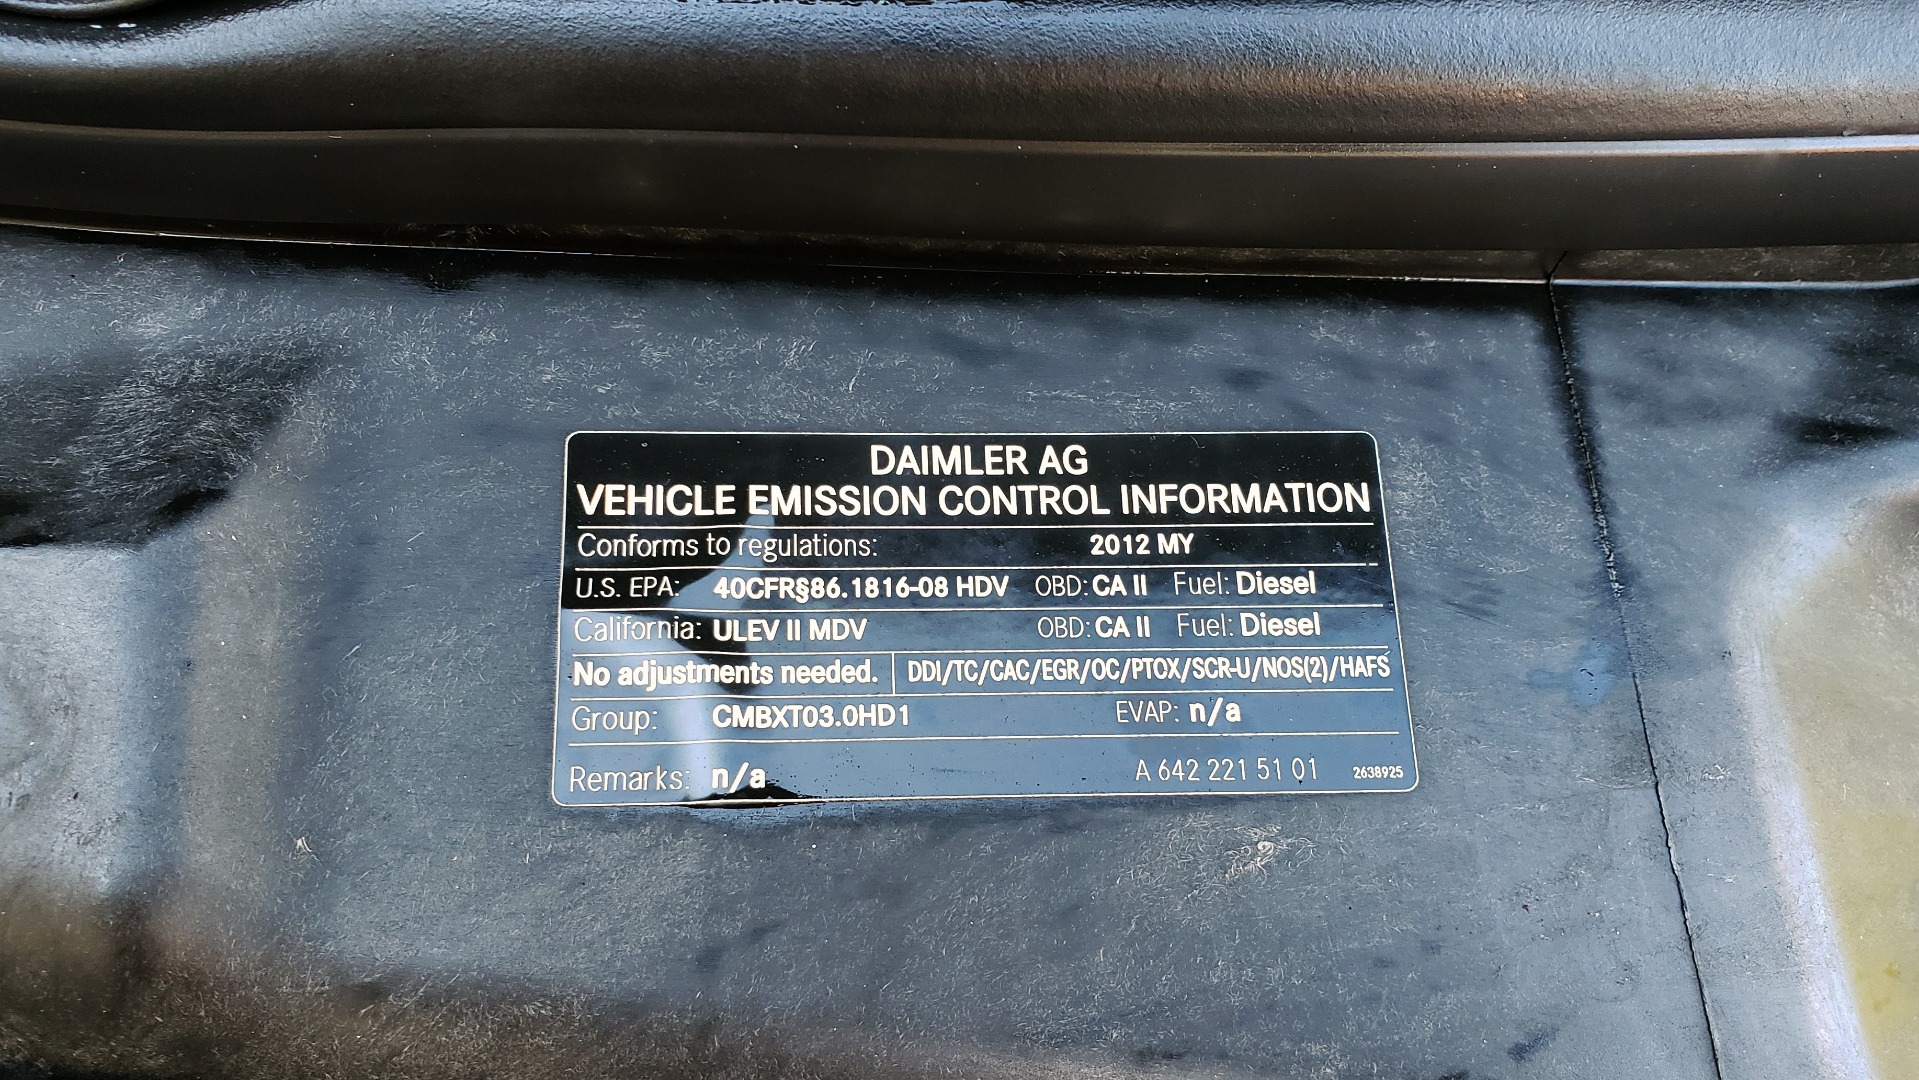 DAIMLER AG
VEHICLE EMISSION CONTROL INFORMATION
Conforms to regulations: 2012 MY
U.S. EPA: 40CFR§86.1816-08 HDV OBD: CA II Fuel: Diesel
California: ULEV II MDV OBD: CA II Fuel: Diesel
No adjustments needed. DDI/TC/CAC/EGR/OC/PTOX/SCR-U/NOS(2)/HAFS
Group: CMBXT03.0HD1 EVAP: n/a
Remarks: n/a A 642 221 51 01 2638925